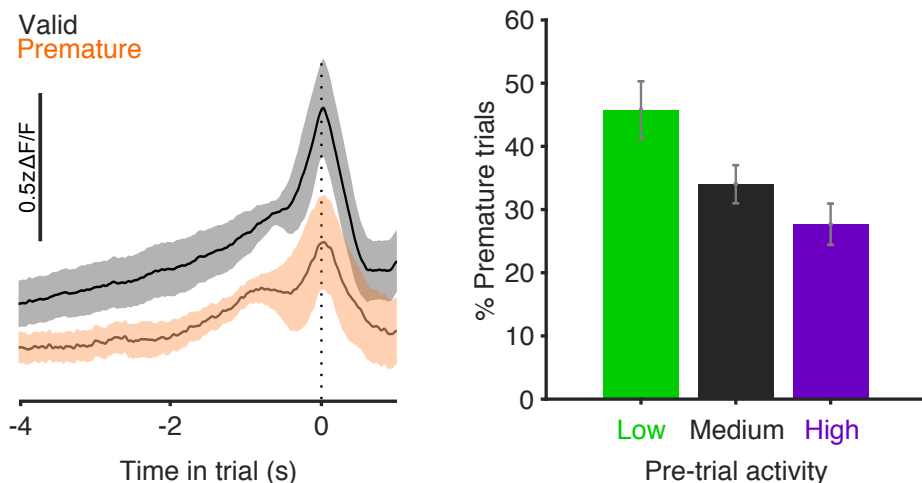 Valid
Premature
0.5zΔF/F
-4
-2
0
Time in trial (s)
60
50
40
30
20
10
0
% Premature trials
Low
Medium
High
Pre-trial activity